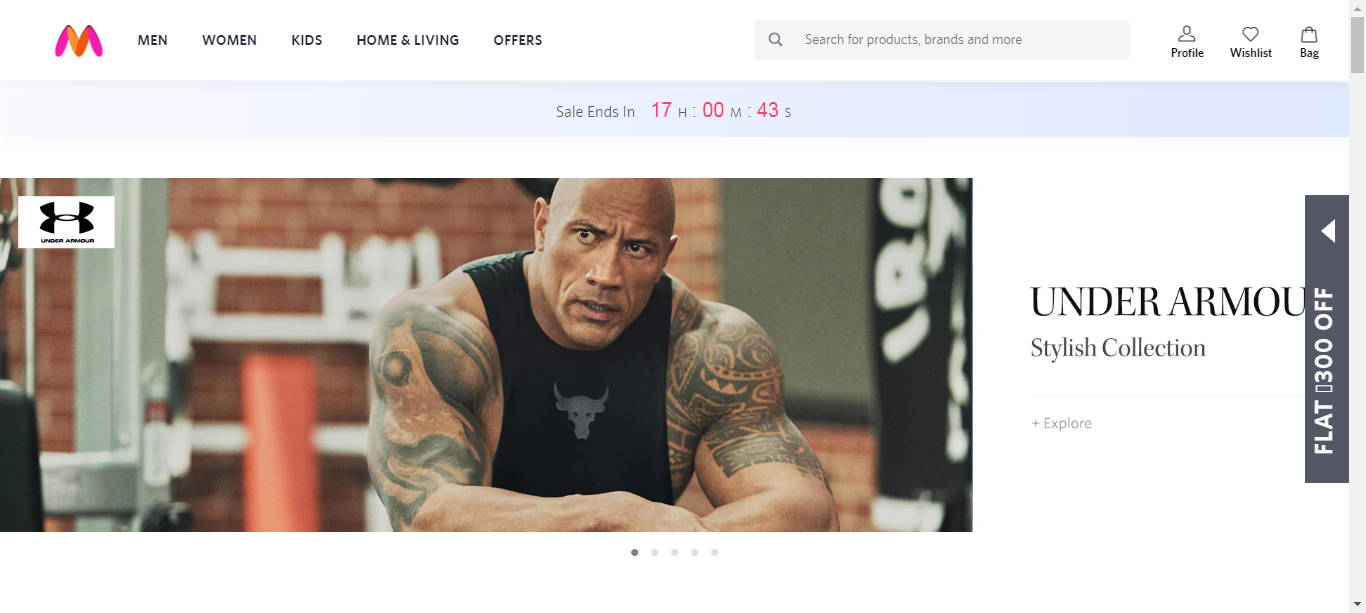 MEN WOMEN KIDS HOME & LIVING OFFERS
Search for products, brands and more
Profile Wishlist Bag
Sale Ends In 17 H : 00 M : 43 S
UNDER ARMOUR
UNDER ARMOU
Stylish Collection
+ Explore
FLAT ▯300 OFF